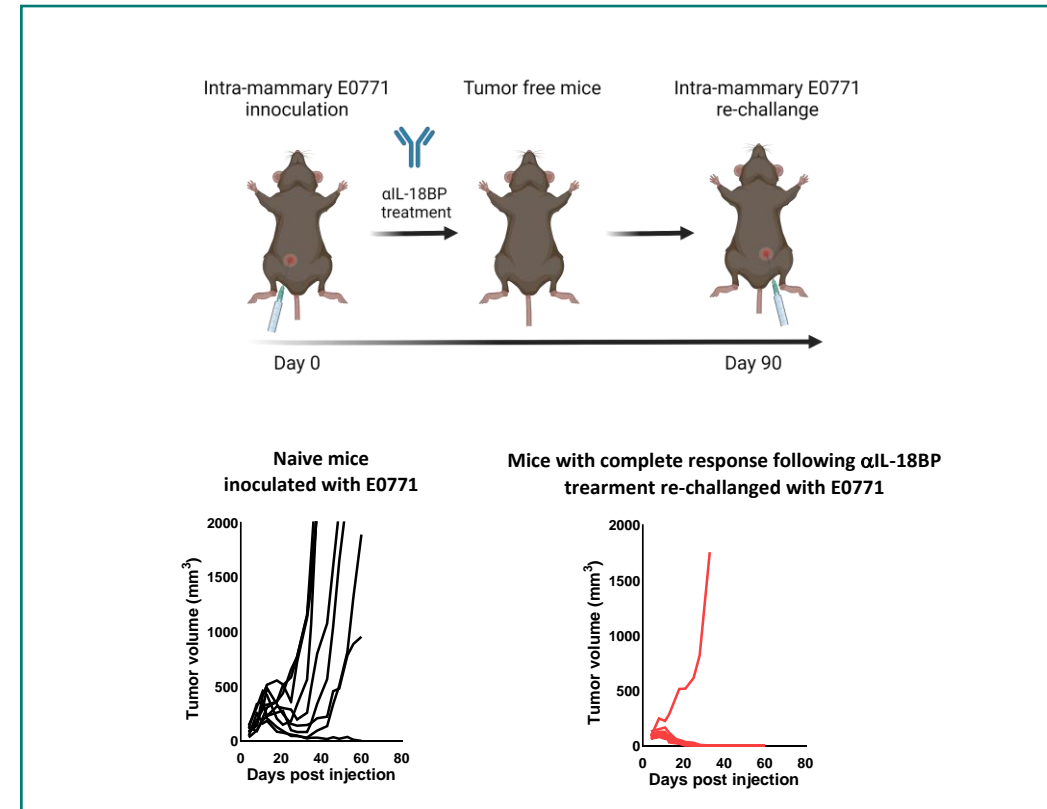 Intra-mammary E0771
innoculation
Tumor free mice
Intra-mammary E0771
re-challange
αIL-18BP
treatment
Day 0
Day 90
Naive mice
inoculated with E0771
Mice with complete response following αIL-18BP
trearment re-challanged with E0771
Tumor volume (mm³)
2000
1500
1000
500
0
0 20 40 60 80
Days post injection
Tumor volume (mm³)
2000
1500
1000
500
0
0 20 40 60 80
Days post injection